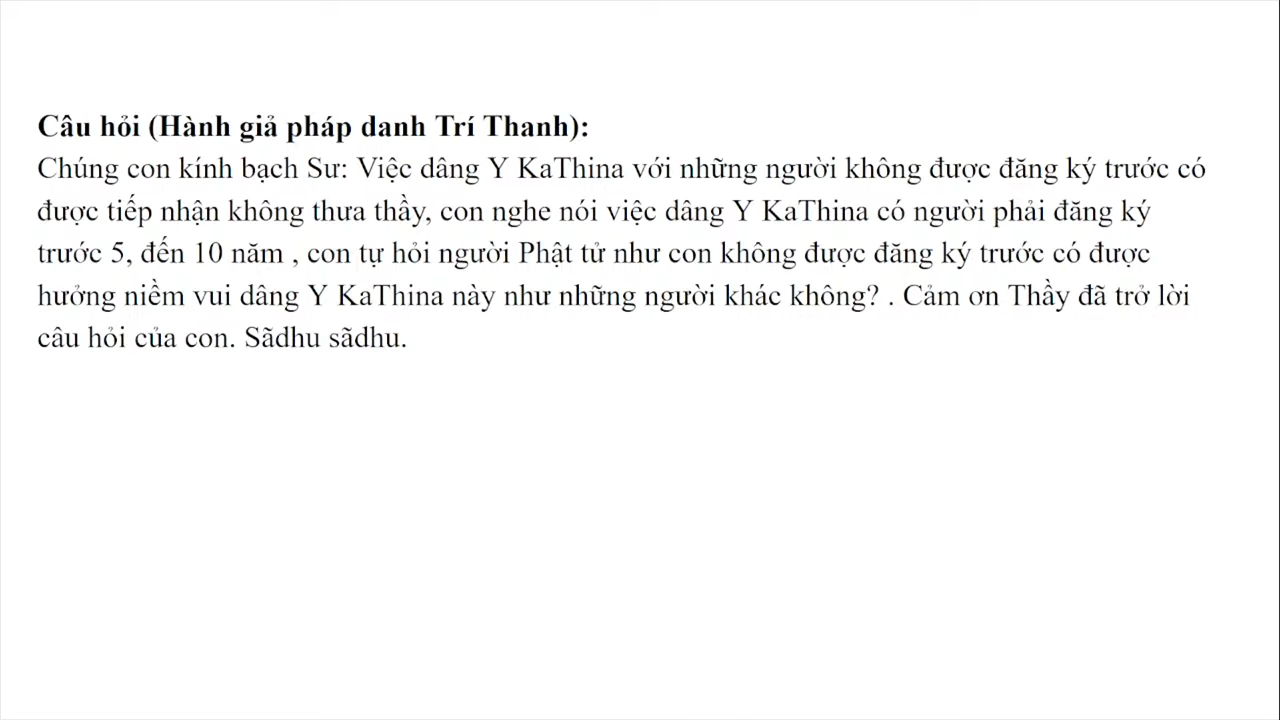 Câu hỏi (Hành giả pháp danh Trí Thanh):
Chúng con kính bạch Sư: Việc dâng Y KaThina với những người không được đăng ký trước có
được tiếp nhận không thưa thầy, con nghe nói việc dâng Y KaThina có người phải đăng ký
trước 5, đến 10 năm , con tự hỏi người Phật tử như con không được đăng ký trước có được
hưởng niềm vui dâng Y KaThina này như những người khác không? . Cảm ơn Thầy đã trở lời
câu hỏi của con. Sãdhu sãdhu.